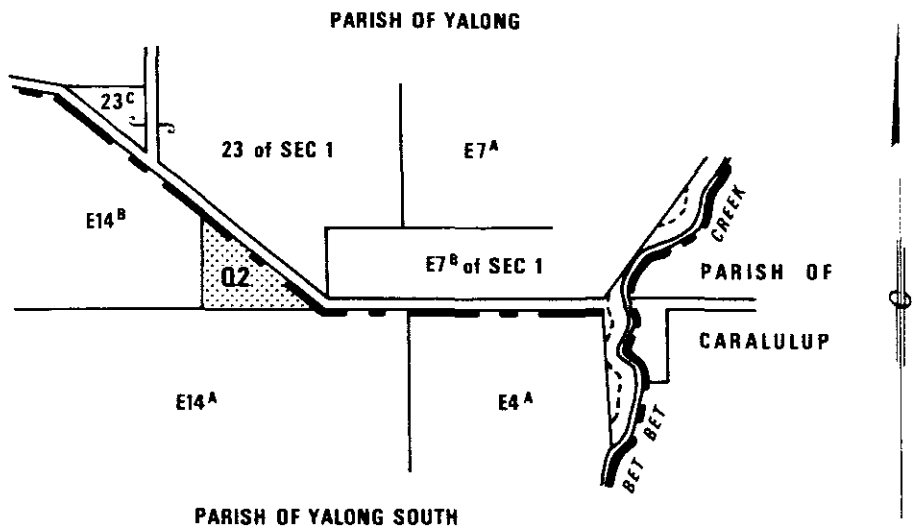 PARISH OF YALONG
23C
23 of SEC 1
E7A
E14B
Q2
E7B of SEC 1
CREEK
PARISH OF
CARALULUP
E14A
E4A
BET BET
PARISH OF YALONG SOUTH